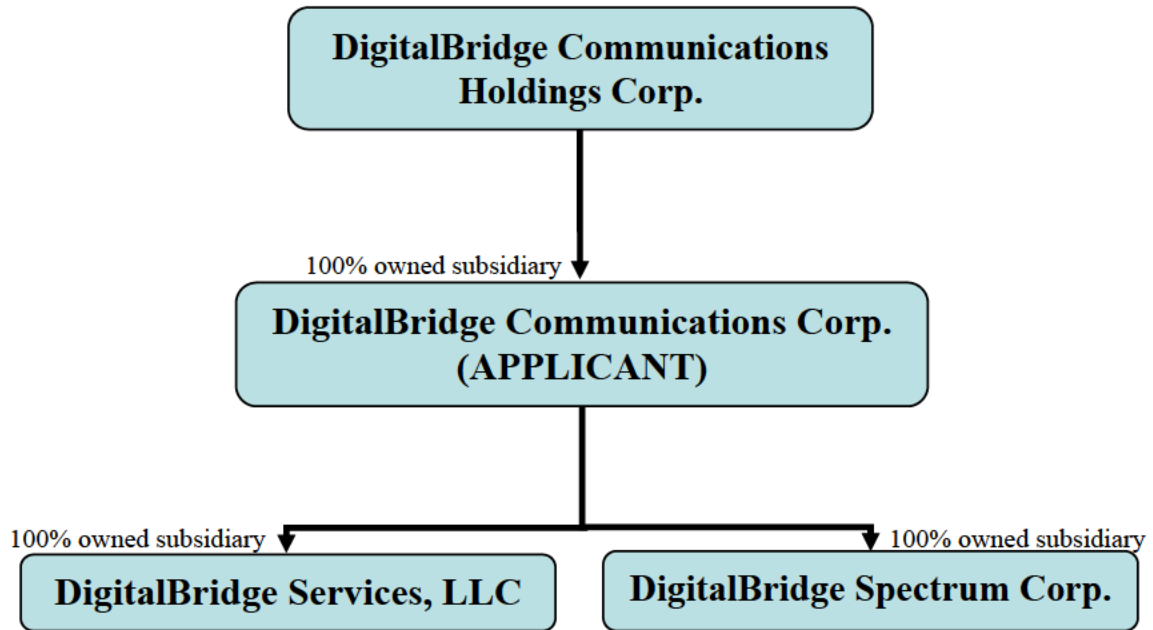 DigitalBridge Communications
Holdings Corp.
100% owned subsidiary
DigitalBridge Communications Corp.
(APPLICANT)
100% owned subsidiary
100% owned subsidiary
DigitalBridge Services, LLC
DigitalBridge Spectrum Corp.